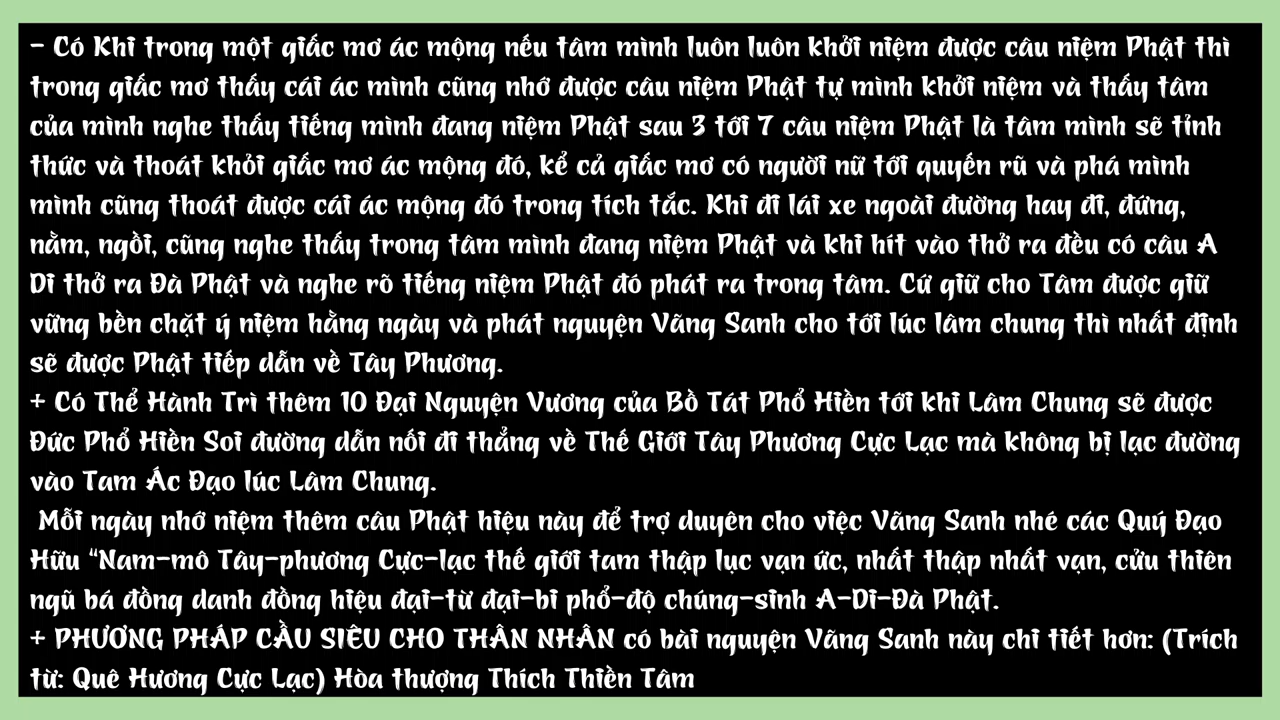 - Có Khi trong một giấc mơ ác mộng nếu tâm mình luôn luôn khởi niệm được câu niệm Phật thì
trong giấc mơ thấy cái ác mình cũng nhớ được câu niệm Phật tự mình khởi niệm và thấy tâm
của mình nghe thấy tiếng mình đang niệm Phật sau 3 tới 7 câu niệm Phật là tâm mình sẽ tỉnh
thức và thoát khỏi giấc mơ ác mộng đó, kể cả giấc mơ có người nữ tới quyến rũ và phá mình
mình cũng thoát được cái ác mộng đó trong tích tắc. Khi đi lái xe ngoài đường hay đi, đứng,
nằm, ngồi, cũng nghe thấy trong tâm mình đang niệm Phật và khi hít vào thở ra đều có câu A
Di thở ra Đà Phật và nghe rõ tiếng niệm Phật đó phát ra trong tâm. Cứ giữ cho Tâm được giữ
vững bền chặt ý niệm hằng ngày và phát nguyện Vãng Sanh cho tới lúc lâm chung thì nhất định
sẽ được Phật tiếp dẫn về Tây Phương.
+ Có Thể Hành Trì thêm 10 Đại Nguyện Vương của Bồ Tát Phổ Hiền tới khi Lâm Chung sẽ được
Đức Phổ Hiền Soi đường dẫn nối đi thẳng về Thế Giới Tây Phương Cực Lạc mà không bị lạc đường
vào Tam Ác Đạo lúc Lâm Chung.
Mỗi ngày nhớ niệm thêm câu Phật hiệu này để trợ duyên cho việc Vãng Sanh nhé các Quý Đạo
Hữu "Nam-mô Tây-phương Cực-lạc thế giới tam thập lục vạn ức, nhất thập nhất vạn, cửu thiên
ngũ bá đồng danh đồng hiệu đại-từ đại-bi phổ-độ chúng-sinh A-Di-Đà Phật.
+ PHƯƠNG PHÁP CẦU SIÊU CHO THÂN NHÂN có bài nguyện Vãng Sanh này chi tiết hơn: (Trích
từ: Quê Hương Cực Lạc) Hòa thượng Thích Thiền Tâm